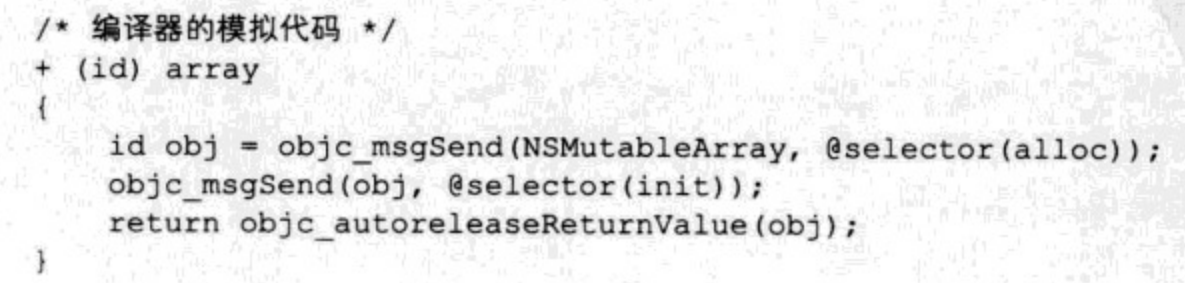 /* 编译器的模拟代码 */
+ (id) array
{
    id obj = objc_msgSend(NSMutableArray, @selector(alloc));
    objc_msgSend(obj, @selector(init));
    return objc_autoreleaseReturnValue(obj);
}